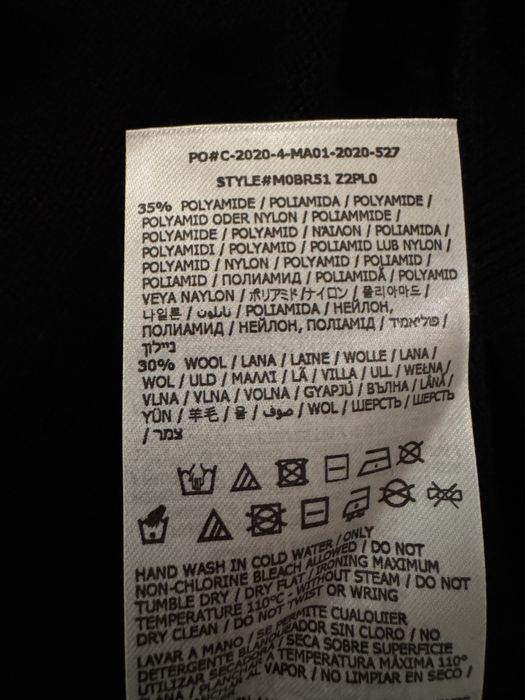 PO#C-2020-4-MA01-2020-527
STYLE#M0BR51 Z2PL0
35% POLYAMIDE / POLIAMIDA / POLYAMIDE /
POLYAMID ODER NYLON / POLIAMMIDE /
POLYAMIDE / POLYAMID / ΝΑΪΛΟΝ / POLIAMIDA /
POLYAMIDI / POLYAMID / POLIAMID LUB NYLON /
POLYAMID / NYLON / POLYAMID / POLIAMID /
POLIAMID / ПОЛИАМИД / POLIAMIDĂ / POLYAMID
VEYA NAYLON / ポリアミド/ナイロン / 폴리아마드 /
나일론 / نايلون / POLIAMIDA / НЕЙЛОН,
ПОЛИАМИД / НЕЙЛОН, ПОЛІАМІД / פוליאמיד /
ניילון
30% WOOL / LANA / LAINE / WOLLE / LANA /
WOL / ULD / ΜΑΛΛΙ / LÃ / VILLA / ULL / WEŁNA /
VLNA / VLNA / VOLNA / GYAPJÚ / ВЪЛНА / LÂNĂ /
YÜN / 羊毛 / 울 / صوف / WOL / ШЕРСТЬ / ШЕРСТЬ
/ צמר
HAND WASH IN COLD WATER / ONLY
NON-CHLORINE BLEACH ALLOWED / DO NOT
TUMBLE DRY / DRY FLAT / IRONING MAXIMUM
TEMPERATURE 110°C - WITHOUT STEAM / DO NOT
DRY CLEAN / DO NOT TWIST OR WRING
LAVAR A MANO / SE PERMITE CUALQUIER
DETERGENTE BLANQUEADOR SIN CLORO / NO
UTILIZAR SECADORA / SECA SOBRE SUPERFICIE
PLANA / PLANCHA A TEMPERATURA MÁXIMA 110°
AL VAPOR / NO LIMPIAR EN SECO /